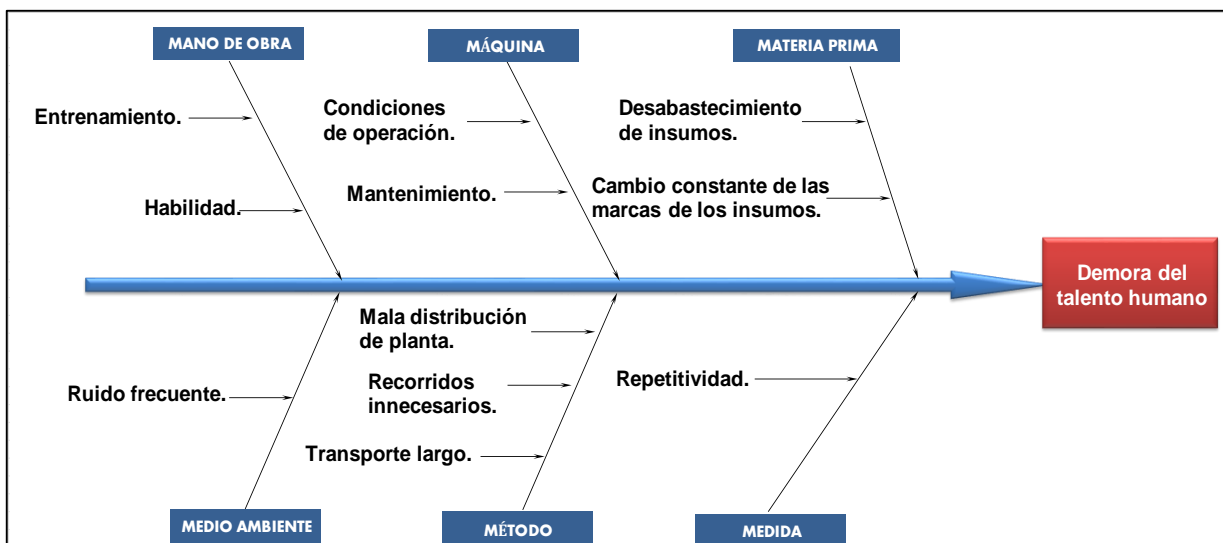 MANO DE OBRA
MÁQUINA
MATERIA PRIMA
Entrenamiento.
Habilidad.
Condiciones
de operación.
Mantenimiento.
Desabastecimiento
de insumos.
Cambio constante de las
marcas de los insumos.
Demora del
talento humano
Ruido frecuente.
Mala distribución
de planta.
Recorridos
innecesarios.
Transporte largo.
Repetitividad.
MEDIO AMBIENTE
MÉTODO
MEDIDA